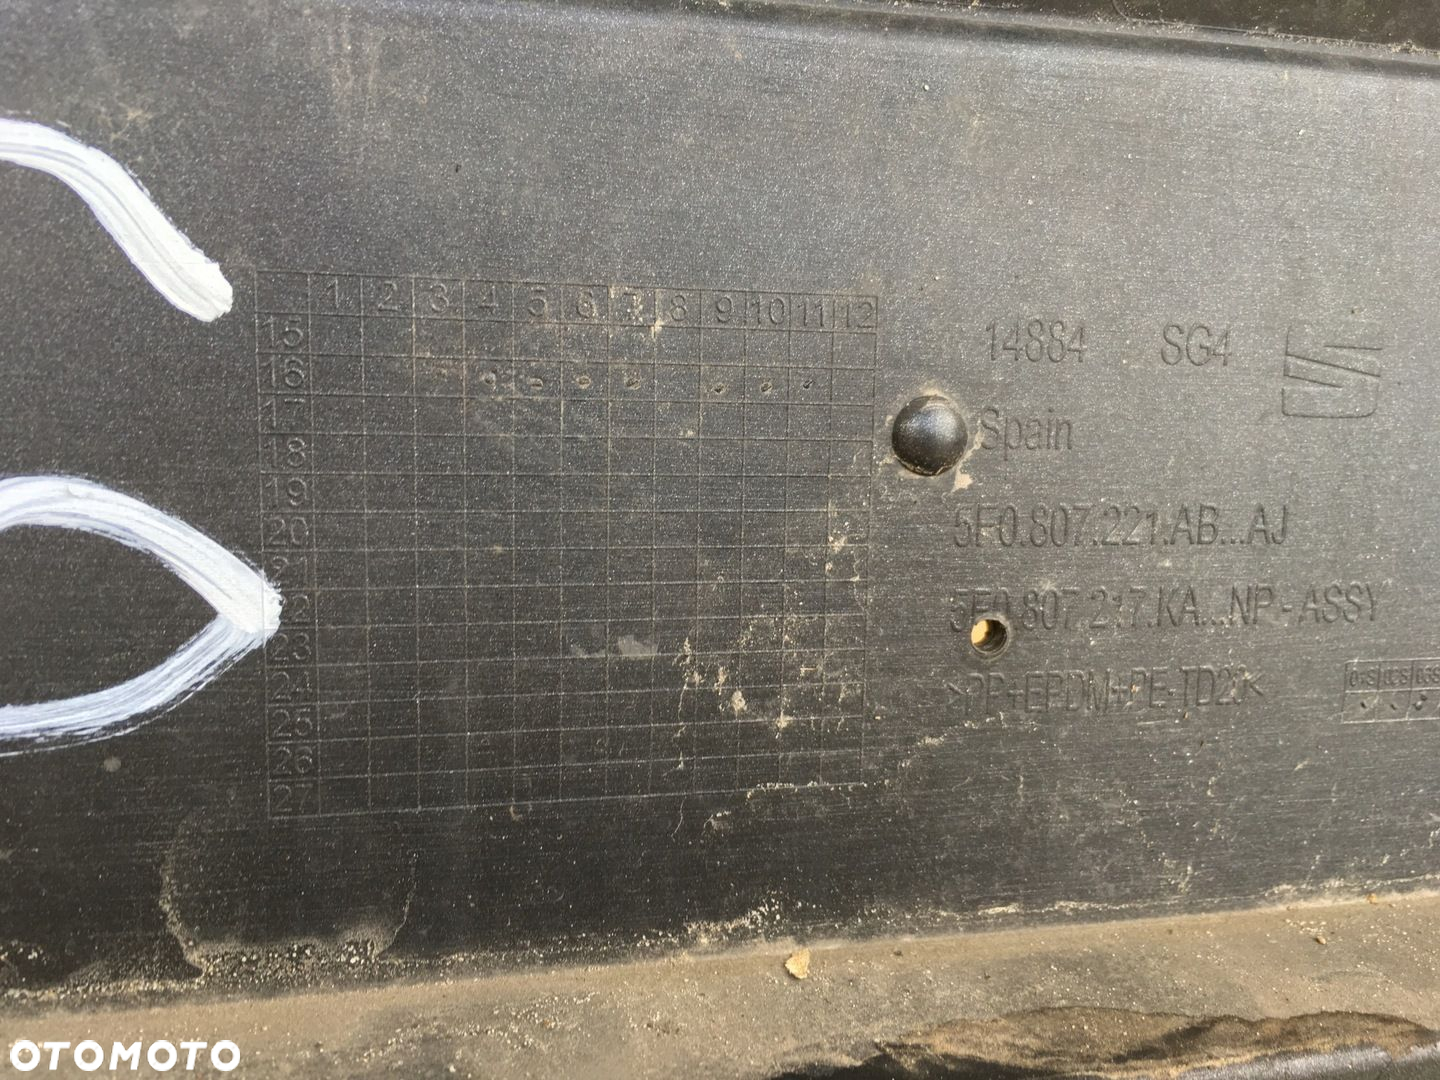 1 2 3 4 5 6 7 8 9 10 11 12
15
16
17
18
19
20
21
22
23
24
25
26
27
14884 SG4
Spain
5F0.807.221.AB...AJ
5F0.807.217.KA...NP-ASSY
>PP+EPDM+PE-TD20<
OTOMOTO